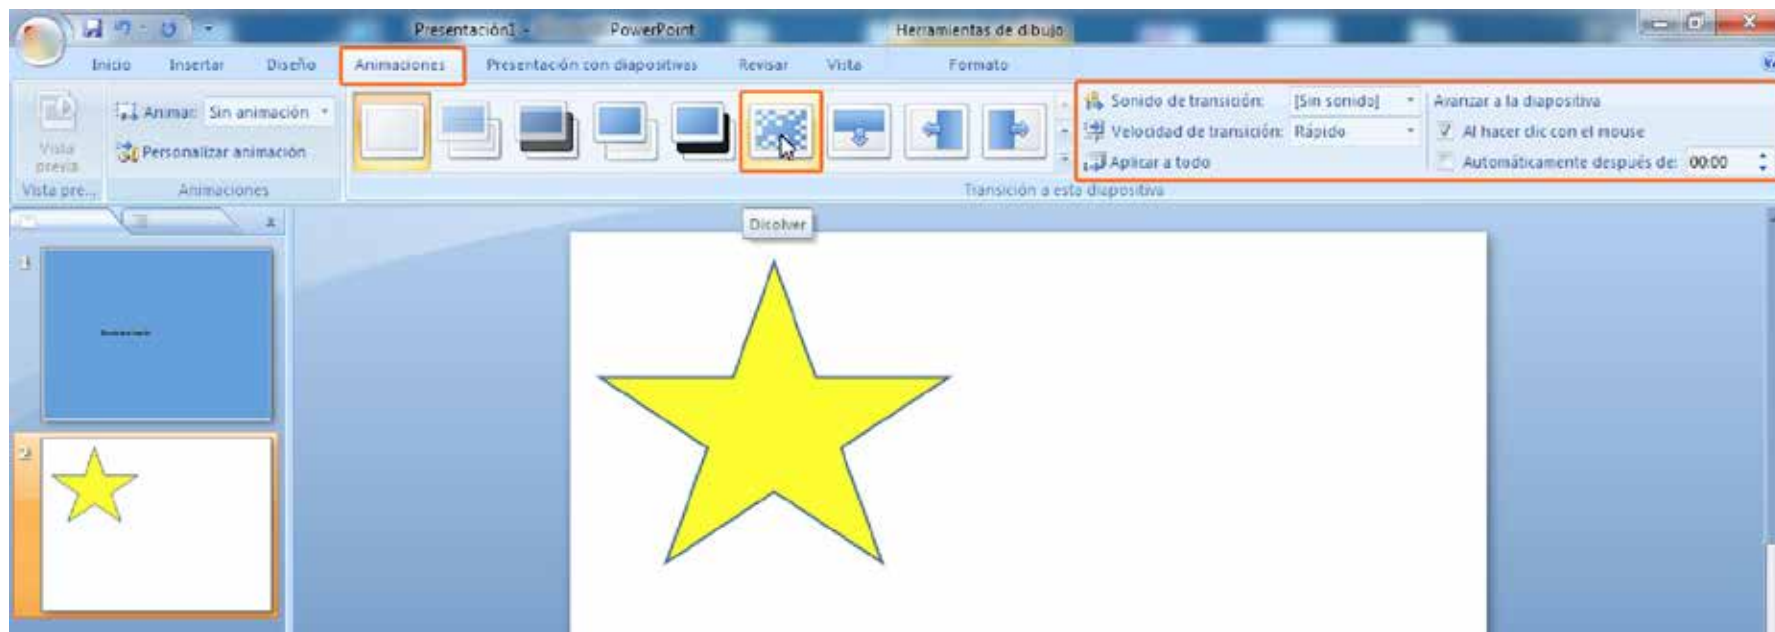 Presentación1 - PowerPoint Herramientas de dibujo
Inicio Insertar Diseño Animaciones Presentación con diapositivas Revisar Vista Formato
Vista previa
Animar: Sin animación
Personalizar animación
Sonido de transición: [Sin sonido]
Velocidad de transición: Rápido
Aplicar a todo
Avanzar a la diapositiva
Al hacer clic con el mouse
Automáticamente después de: 00:00
Vista pre... Animaciones Transición a esta diapositiva
Disolver
1
2